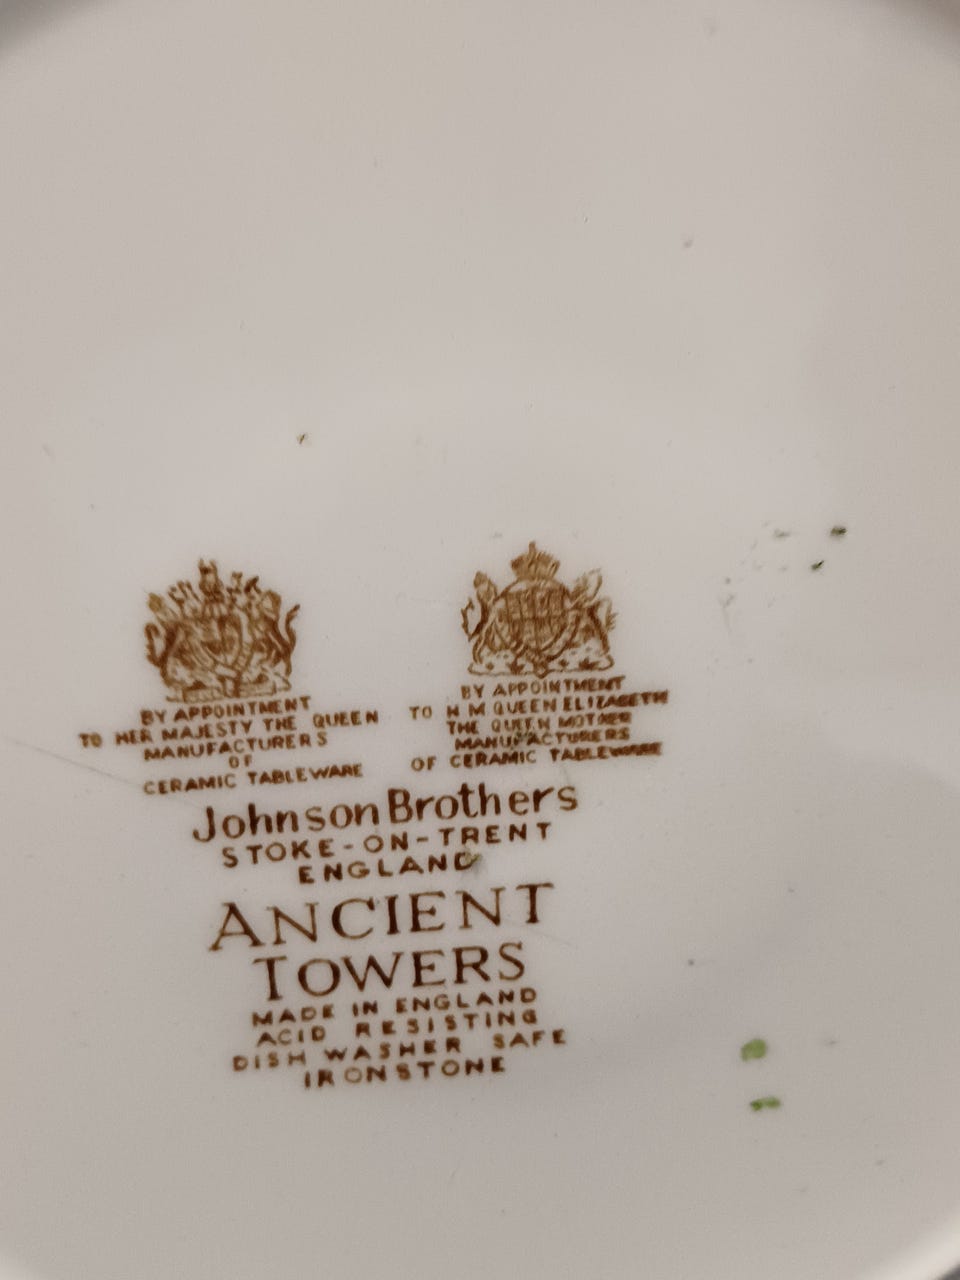 BY APPOINTMENT
TO HER MAJESTY THE QUEEN
MANUFACTURERS
OF
CERAMIC TABLEWARE
BY APPOINTMENT
TO H M QUEEN ELIZABETH
THE QUEEN MOTHER
MANUFACTURERS
OF CERAMIC TABLEWARE
Johnson Brothers
STOKE-ON-TRENT
ENGLAND
ANCIENT
TOWERS
MADE IN ENGLAND
ACID RESISTING
DISH WASHER SAFE
IRONSTONE